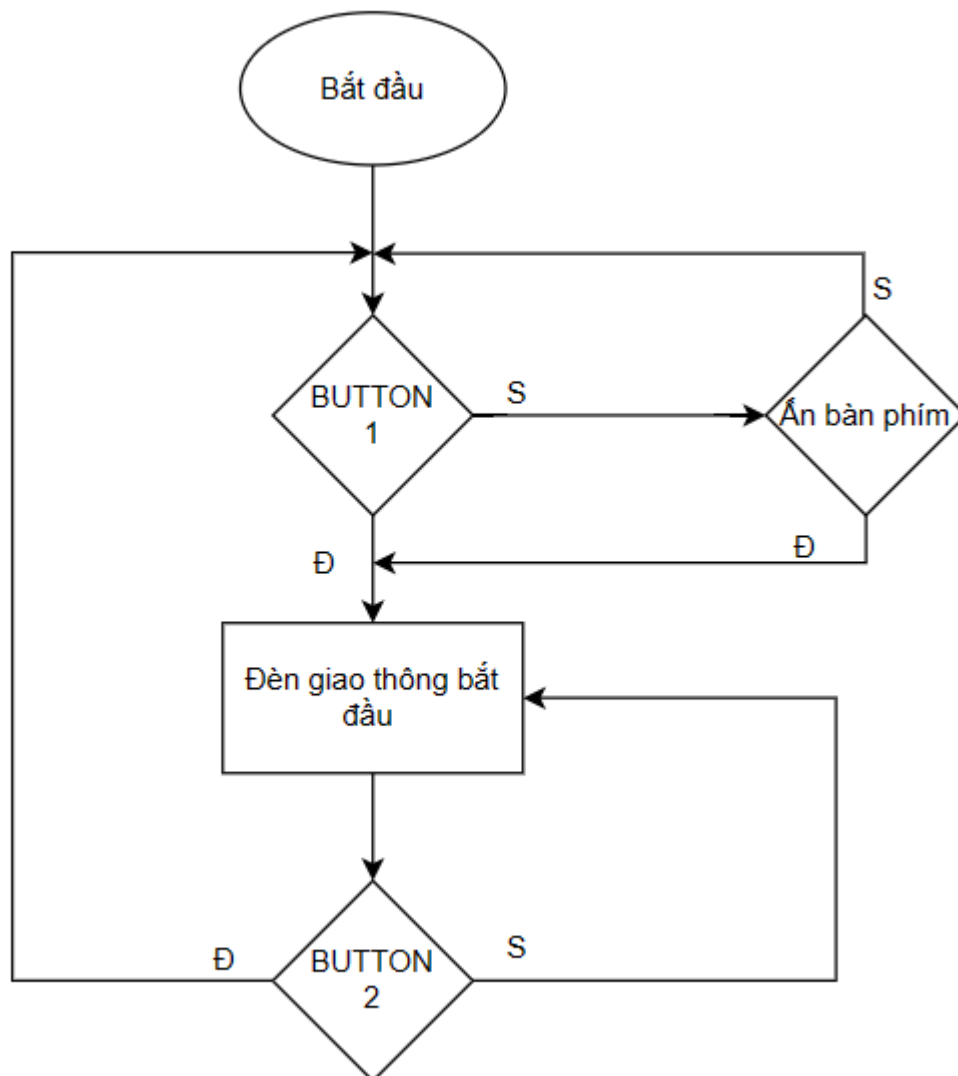 Bắt đầu
S
BUTTON
1
S
Ấn bàn phím
Đ
Đ
Đèn giao thông bắt
đầu
Đ
BUTTON
2
S